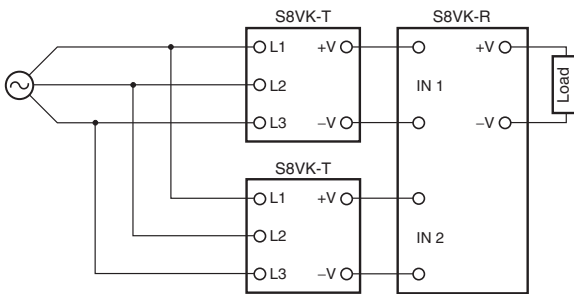 S8VK-T
S8VK-R
L1
+V
+V
L2
IN 1
Load
L3
−V
−V
S8VK-T
L1
+V
L2
IN 2
L3
−V